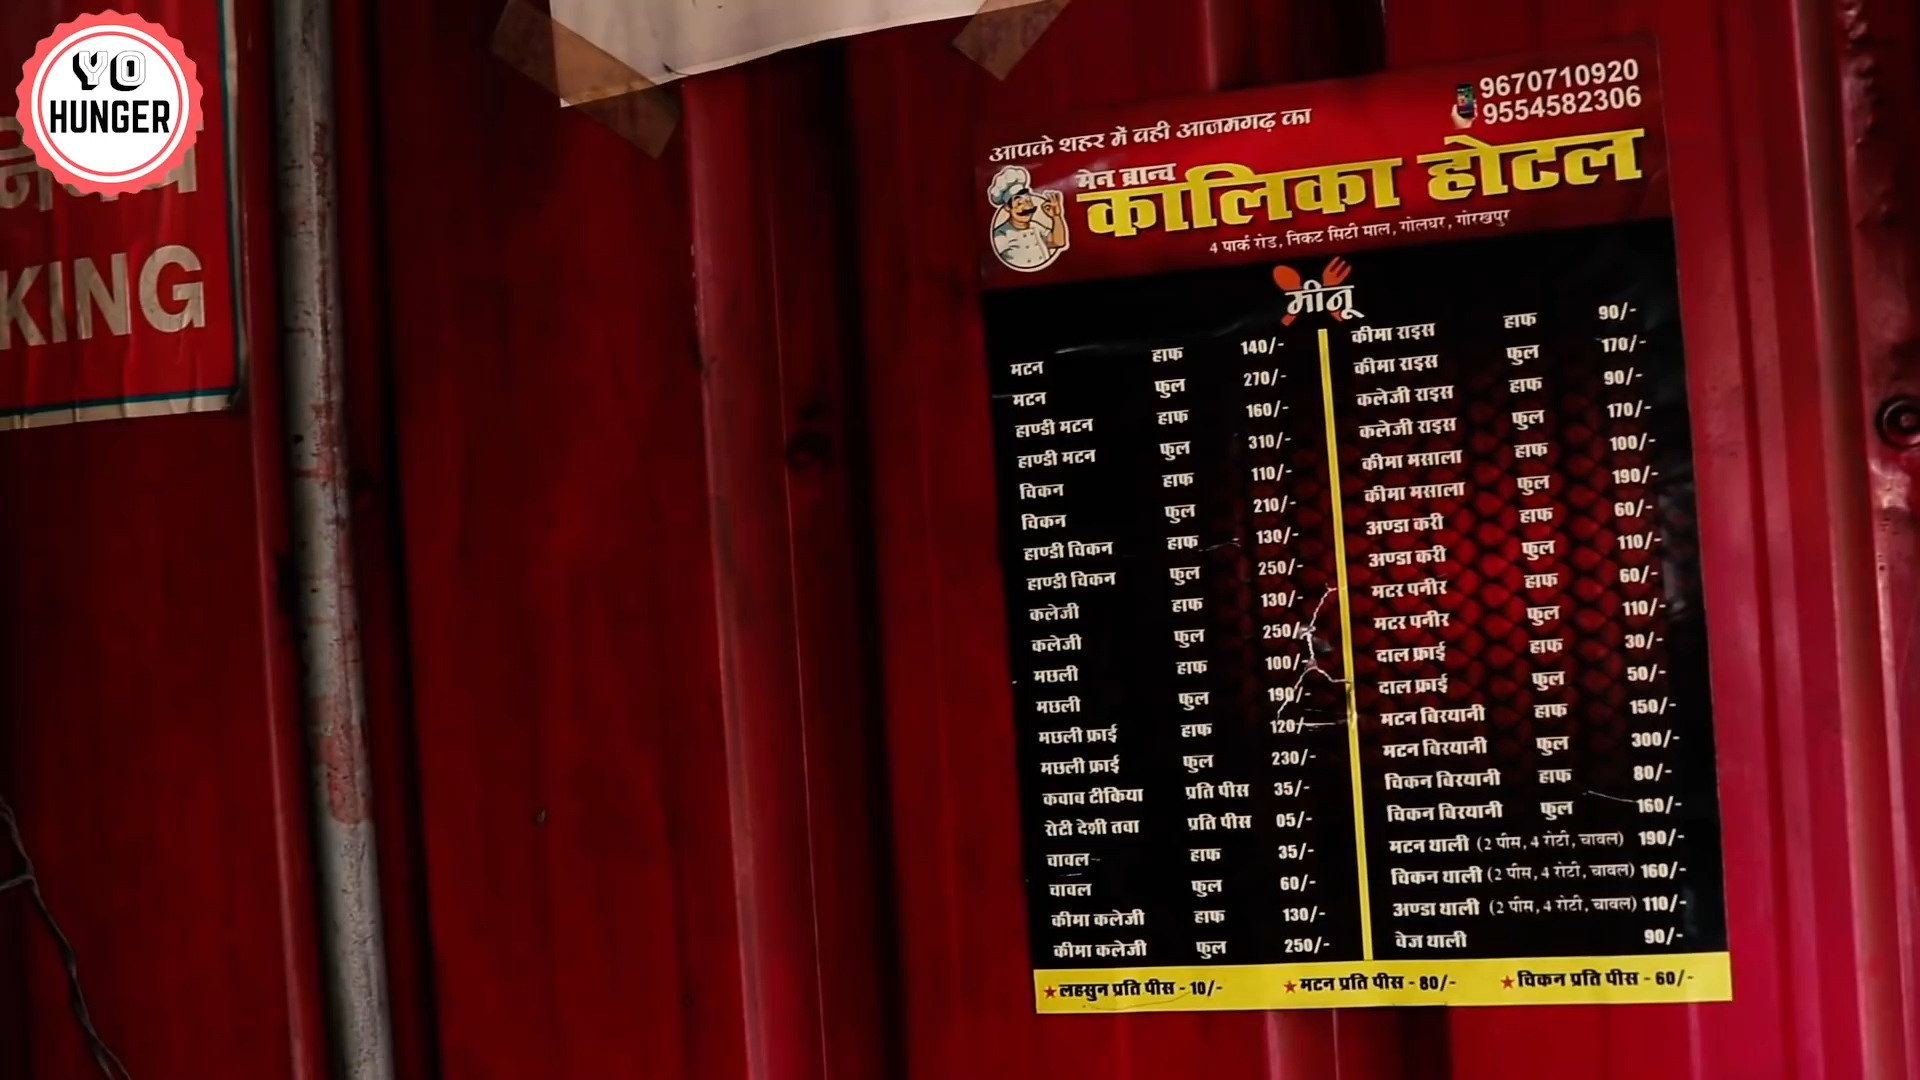 YO
HUNGER
KING
आपके शहर में वही आजमगढ़ का
9670710920
9554582306
मेन ब्रान्च
कालिका होटल
4 पार्क रोड, निकट सिटी माल, गोलघर, गोरखपुर
मीनू
मटन हाफ 140/-
मटन फुल 270/-
हाण्डी मटन हाफ 160/-
हाण्डी मटन फुल 310/-
चिकन हाफ 110/-
चिकन फुल 210/-
हाण्डी चिकन हाफ 130/-
हाण्डी चिकन फुल 250/-
कलेजी हाफ 130/-
कलेजी फुल 250/-
मछली हाफ 100/-
मछली फुल 190/-
मछली फ्राई हाफ 120/-
मछली फ्राई फुल 230/-
कवाब टीकिया प्रति पीस 35/-
रोटी देशी तवा प्रति पीस 05/-
चावल हाफ 35/-
चावल फुल 60/-
कीमा कलेजी हाफ 130/-
कीमा कलेजी फुल 250/-
कीमा राइस हाफ 90/-
कीमा राइस फुल 170/-
कलेजी राइस हाफ 90/-
कलेजी राइस फुल 170/-
कीमा मसाला हाफ 100/-
कीमा मसाला फुल 190/-
अण्डा करी हाफ 60/-
अण्डा करी फुल 110/-
मटर पनीर हाफ 60/-
मटर पनीर फुल 110/-
दाल फ्राई हाफ 30/-
दाल फ्राई फुल 50/-
मटन बिरयानी हाफ 150/-
मटन बिरयानी फुल 300/-
चिकन बिरयानी हाफ 80/-
चिकन बिरयानी फुल 160/-
मटन थाली (2 पीस, 4 रोटी, चावल) 190/-
चिकन थाली (2 पीस, 4 रोटी, चावल) 160/-
अण्डा थाली (2 पीस, 4 रोटी, चावल) 110/-
वेज थाली 90/-
★लहसुन प्रति पीस - 10/- ★मटन प्रति पीस - 80/- ★चिकन प्रति पीस - 60/-